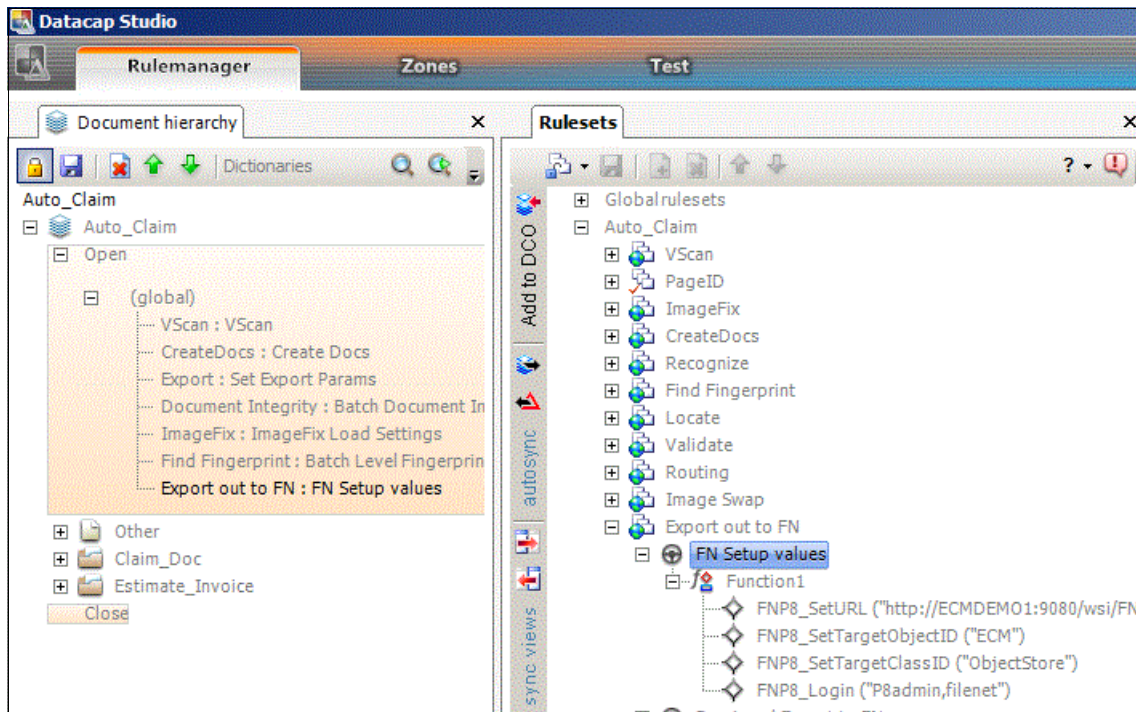 Datacap Studio
Rulemanager
Zones
Test
Document hierarchy
Dictionaries
Auto_Claim
Auto_Claim
Open
(global)
VScan : VScan
CreateDocs : Create Docs
Export : Set Export Params
Document Integrity : Batch Document In
ImageFix : ImageFix Load Settings
Find Fingerprint : Batch Level Fingerprin
Export out to FN : FN Setup values
Other
Claim_Doc
Estimate_Invoice
Close
Rulesets
Add to DCO
autosync
sync views
Global rulesets
Auto_Claim
VScan
PageID
ImageFix
CreateDocs
Recognize
Find Fingerprint
Locate
Validate
Routing
Image Swap
Export out to FN
FN Setup values
Function1
FNP8_SetURL ("http://ECMDEMO1:9080/wsi/FN
FNP8_SetTargetObjectID ("ECM")
FNP8_SetTargetClassID ("ObjectStore")
FNP8_Login ("P8admin,filenet")